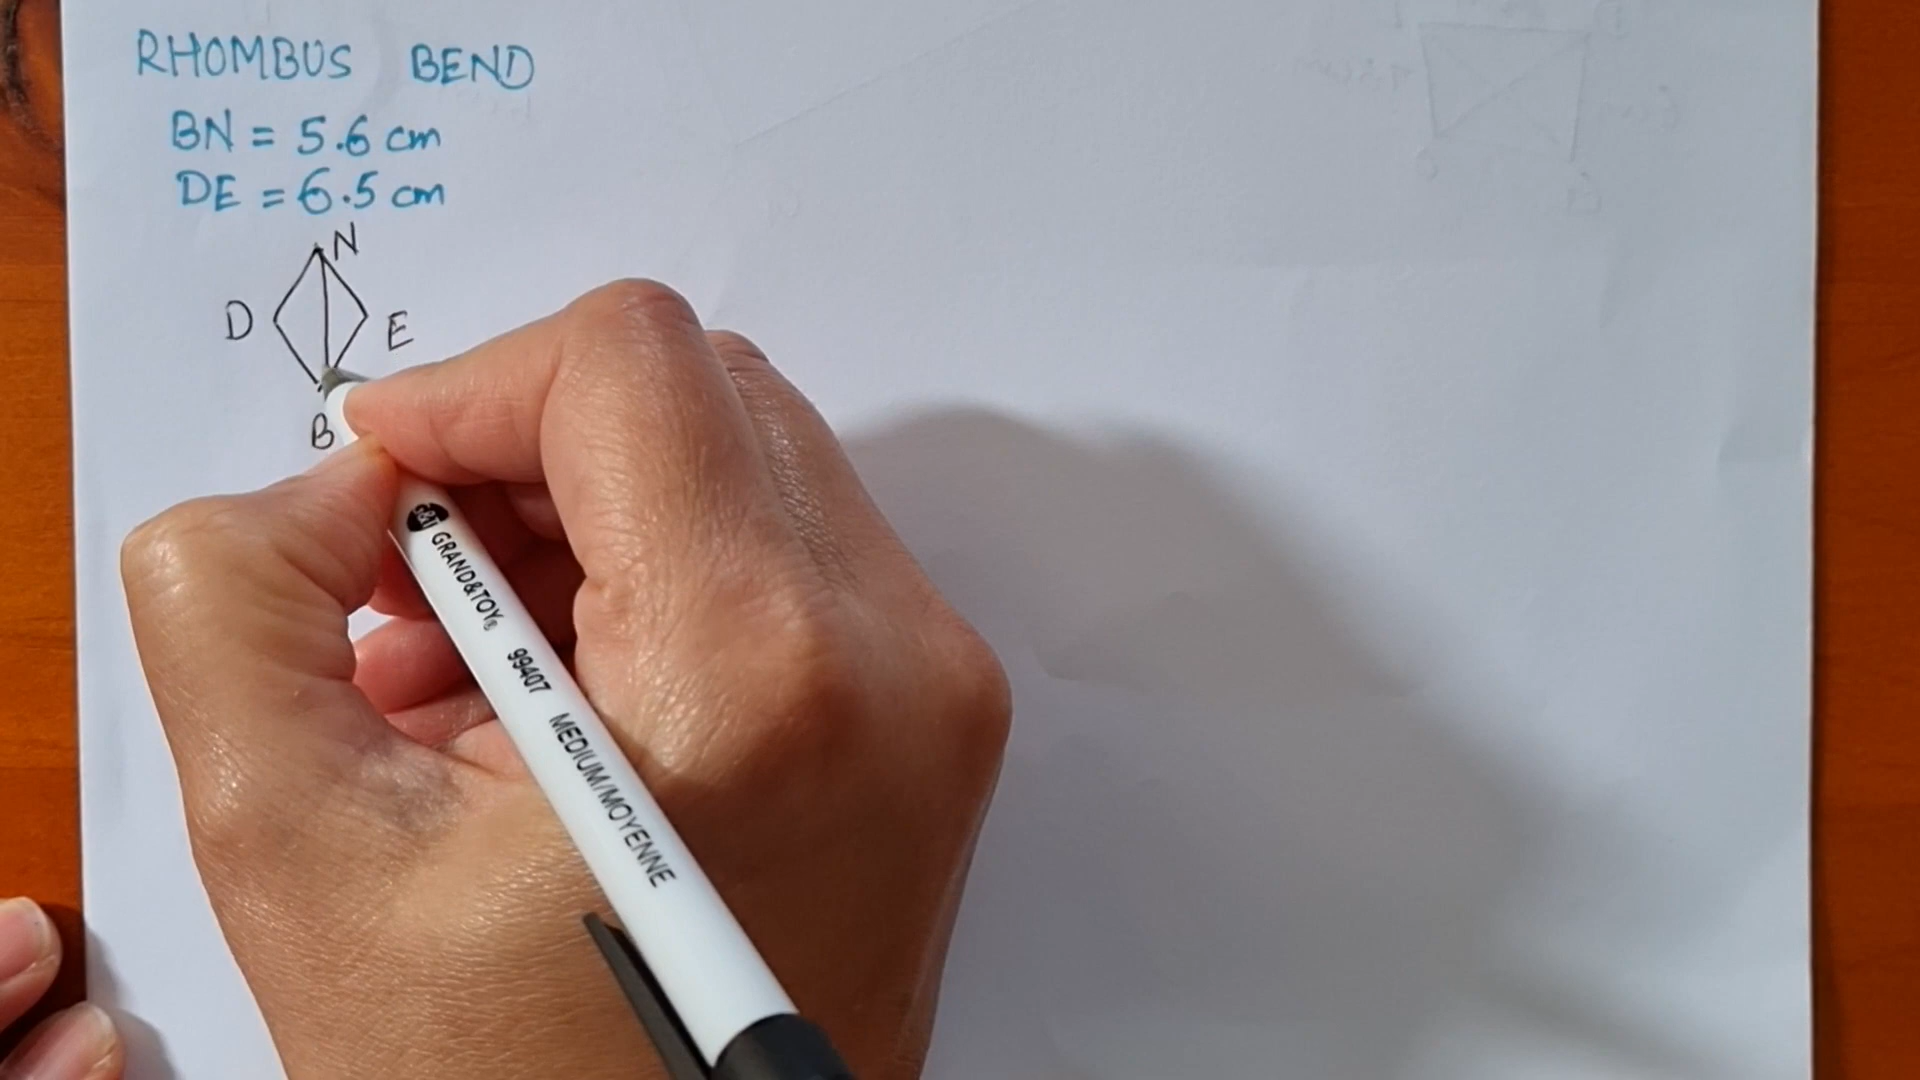 RHOMBUS BEND
BN = 5.6 cm
DE = 6.5 cm
N
D E
B
G&T GRAND&TOY® 99407 MEDIUM/MOYENNE